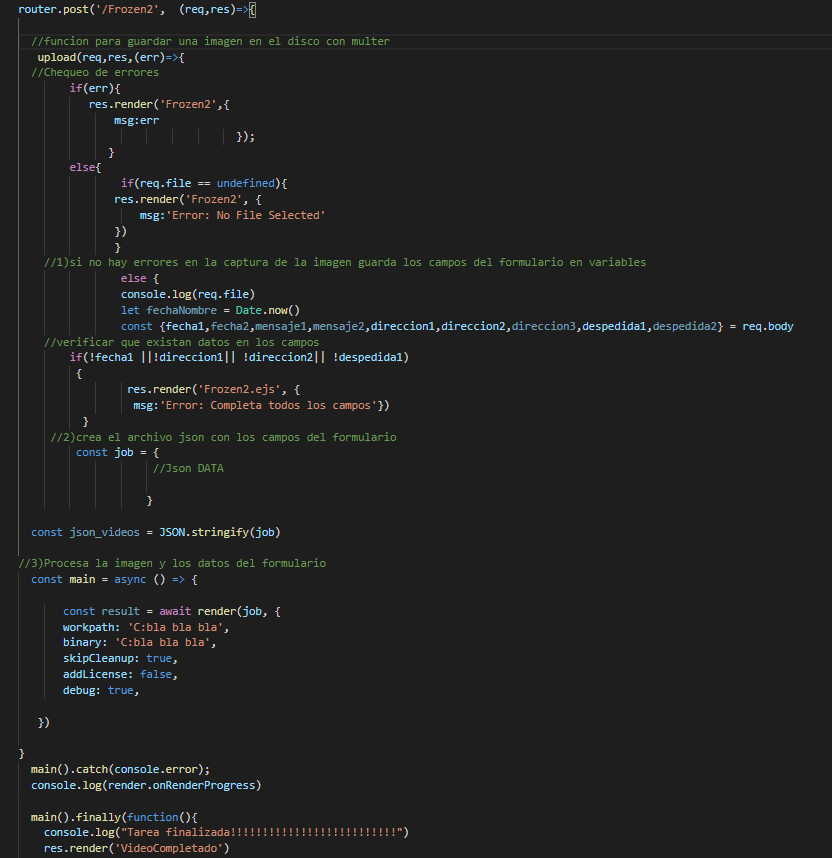 router.post('/Frozen2',  (req,res)=>{
//funcion para guardar una imagen en el disco con multer
upload(req,res,(err)=>{
//Chequeo de errores
if(err){
res.render('Frozen2',{
msg:err
});
}
else{
if(req.file == undefined){
res.render('Frozen2', {
msg:'Error: No File Selected'
})
}
//1)si no hay errores en la captura de la imagen guarda los campos del formulario en variables
else {
console.log(req.file)
let fechaNombre = Date.now()
const {fecha1,fecha2,mensaje1,mensaje2,direccion1,direccion2,direccion3,despedida1,despedida2} = req.body
//verificar que existan datos en los campos
if(!fecha1 ||!direccion1|| !direccion2|| !despedida1)
{
res.render('Frozen2.ejs', {
msg:'Error: Completa todos los campos'})
}
//2)crea el archivo json con los campos del formulario
const job = {
//Json DATA
}
const json_videos = JSON.stringify(job)
//3)Procesa la imagen y los datos del formulario
const main = async () => {
const result = await render(job, {
workpath: 'C:bla bla bla',
binary: 'C:bla bla bla',
skipCleanup: true,
addLicense: false,
debug: true,
})
}
main().catch(console.error);
console.log(render.onRenderProgress)
main().finally(function(){
console.log("Tarea finalizada!!!!!!!!!!!!!!!!!!!!!!!!!!")
res.render('VideoCompletado')